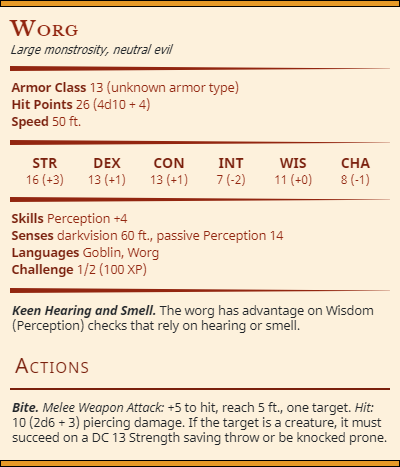 Worg
Large monstrosity, neutral evil
Armor Class 13 (unknown armor type)
Hit Points 26 (4d10 + 4)
Speed 50 ft.
STR DEX CON INT WIS CHA
16 (+3) 13 (+1) 13 (+1) 7 (-2) 11 (+0) 8 (-1)
Skills Perception +4
Senses darkvision 60 ft., passive Perception 14
Languages Goblin, Worg
Challenge 1/2 (100 XP)
Keen Hearing and Smell. The worg has advantage on Wisdom
(Perception) checks that rely on hearing or smell.
Actions
Bite. Melee Weapon Attack: +5 to hit, reach 5 ft., one target. Hit:
10 (2d6 + 3) piercing damage. If the target is a creature, it must
succeed on a DC 13 Strength saving throw or be knocked prone.